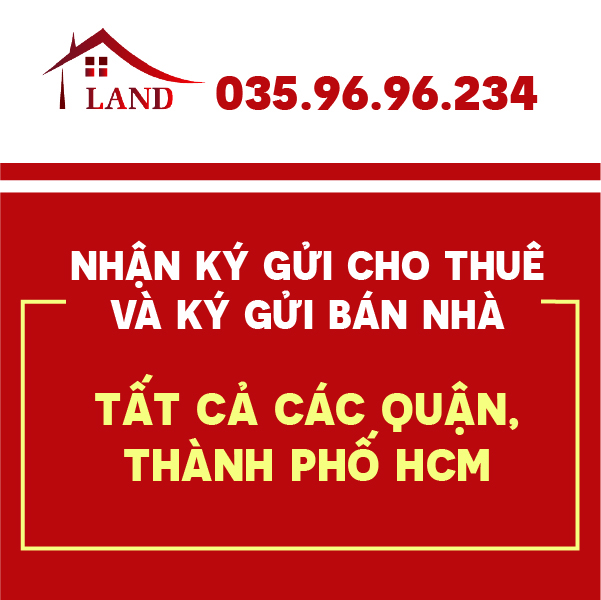 LAND
035.96.96.234
NHẬN KÝ GỬI CHO THUÊ
VÀ KÝ GỬI BÁN NHÀ
TẤT CẢ CÁC QUẬN,
THÀNH PHỐ HCM